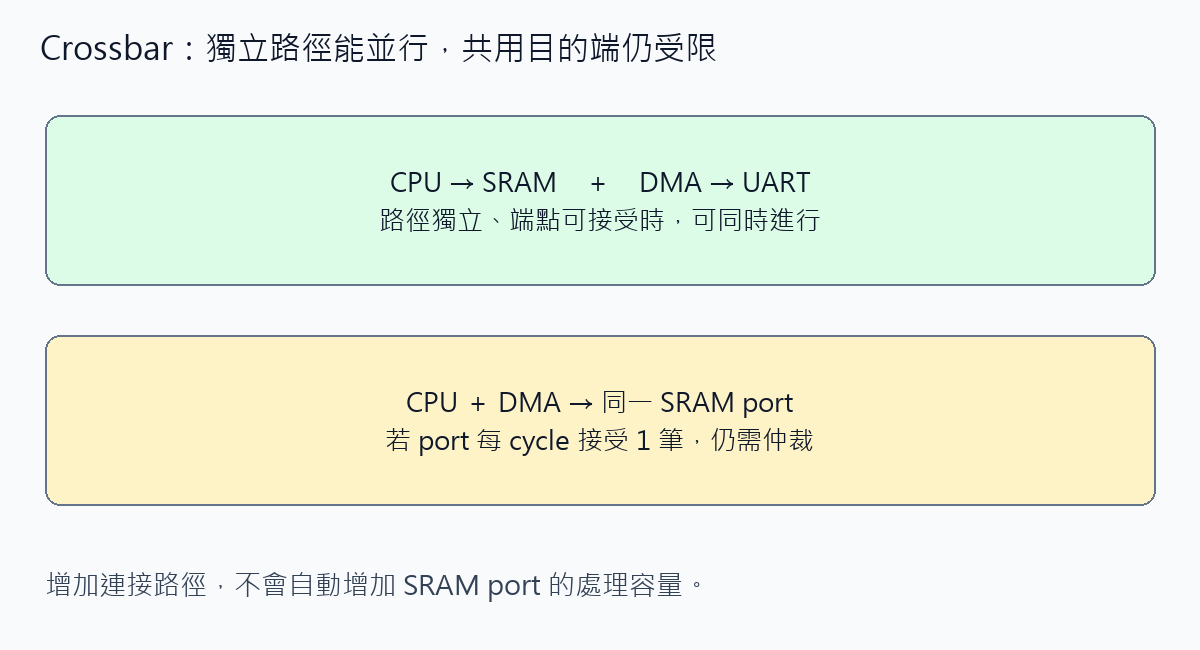 Crossbar：獨立路徑能並行，共用目的端仍受限
CPU → SRAM + DMA → UART
路徑獨立、端點可接受時，可同時進行
CPU + DMA → 同一 SRAM port
若 port 每 cycle 接受 1 筆，仍需仲裁
增加連接路徑，不會自動增加 SRAM port 的處理容量。